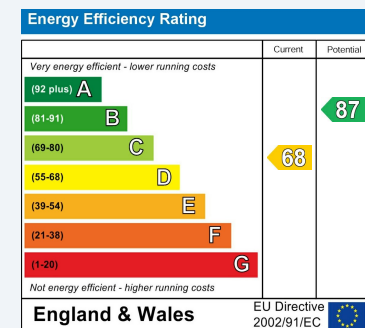 Energy Efficiency Rating
Current Potential
Very energy efficient - lower running costs
(92 plus) A
(81-91) B
87
(69-80) C
68
(55-68) D
(39-54) E
(21-38) F
(1-20) G
Not energy efficient - higher running costs
England & Wales
EU Directive
2002/91/EC